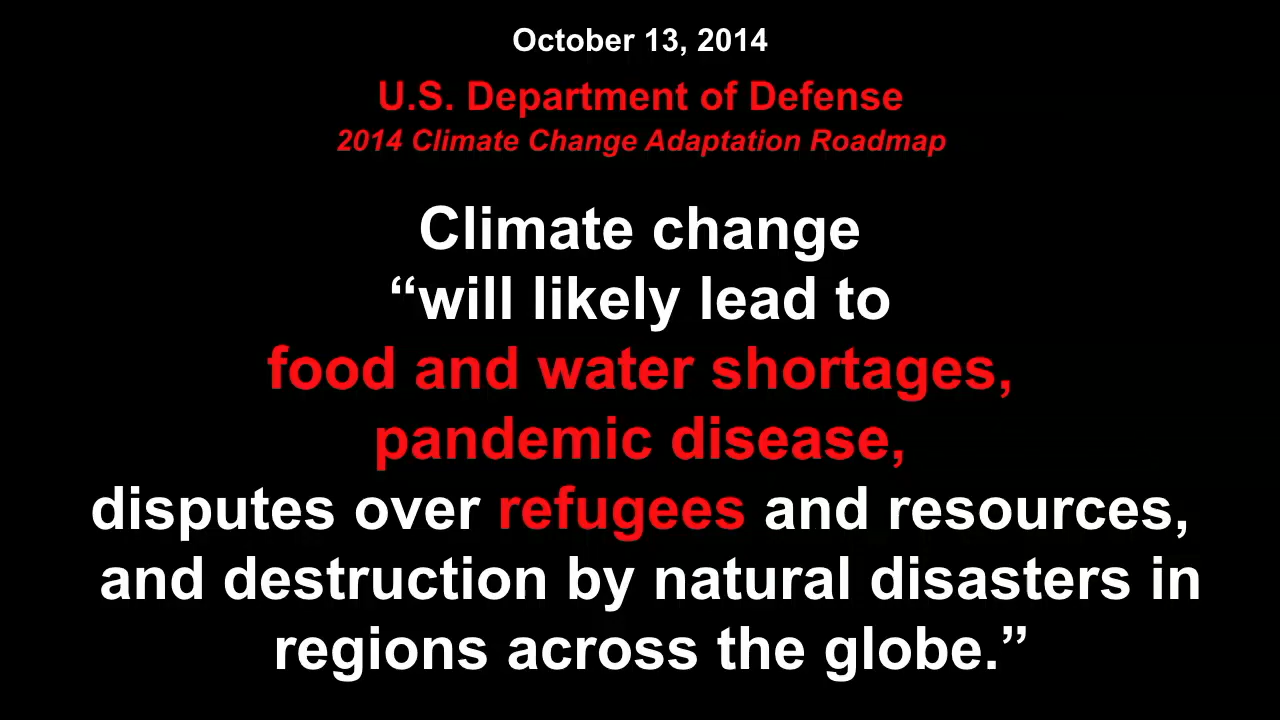 October 13, 2014
U.S. Department of Defense
2014 Climate Change Adaptation Roadmap
Climate change
“will likely lead to
food and water shortages,
pandemic disease,
disputes over refugees and resources,
and destruction by natural disasters in
regions across the globe.”